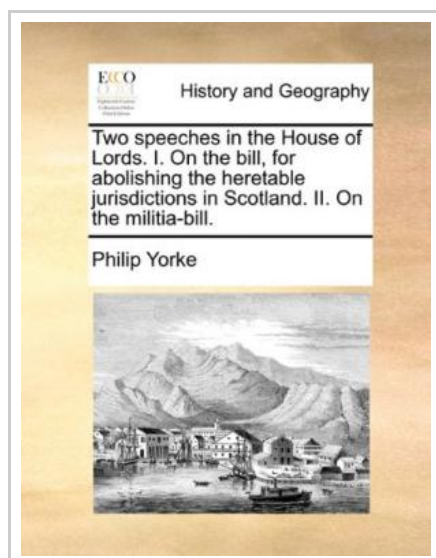 ECCO
History and Geography
Two speeches in the House of
Lords. I. On the bill, for
abolishing the heretable
jurisdictions in Scotland. II. On
the militia-bill.
Philip Yorke